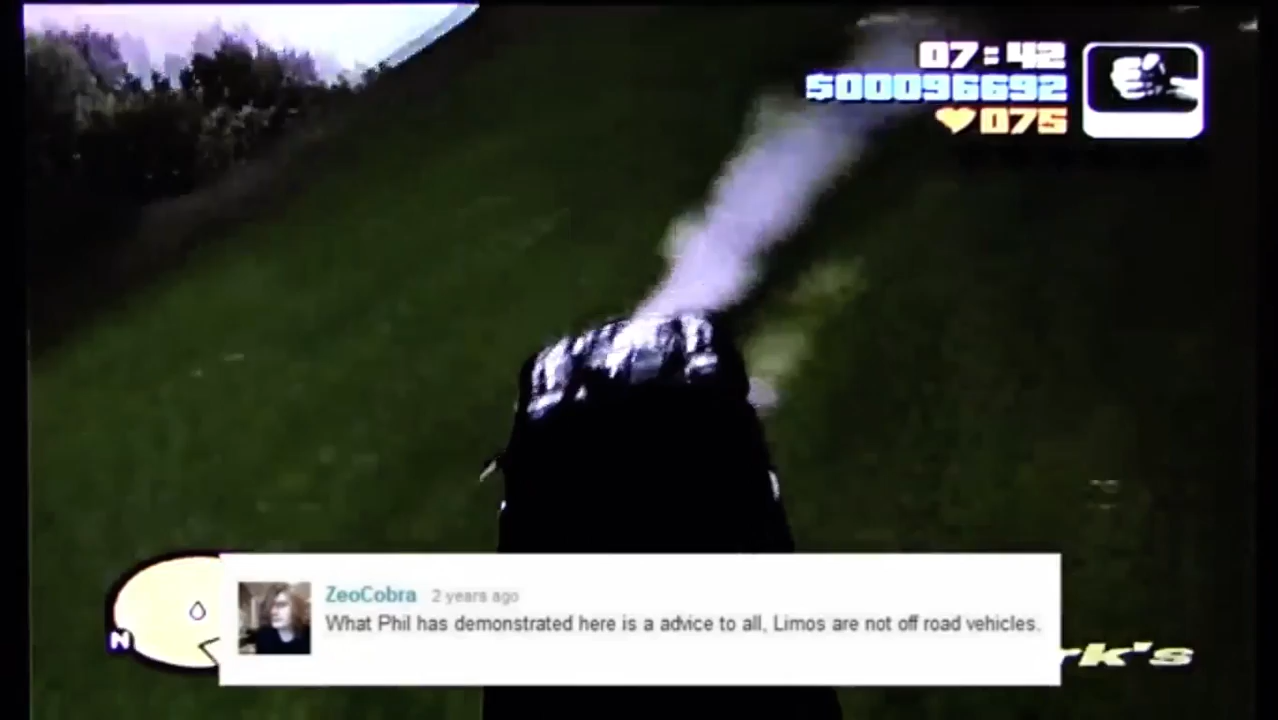 07:42
$00096692
075
N
ZeoCobra 2 years ago
What Phil has demonstrated here is a advice to all, Limos are not off road vehicles.
rk's